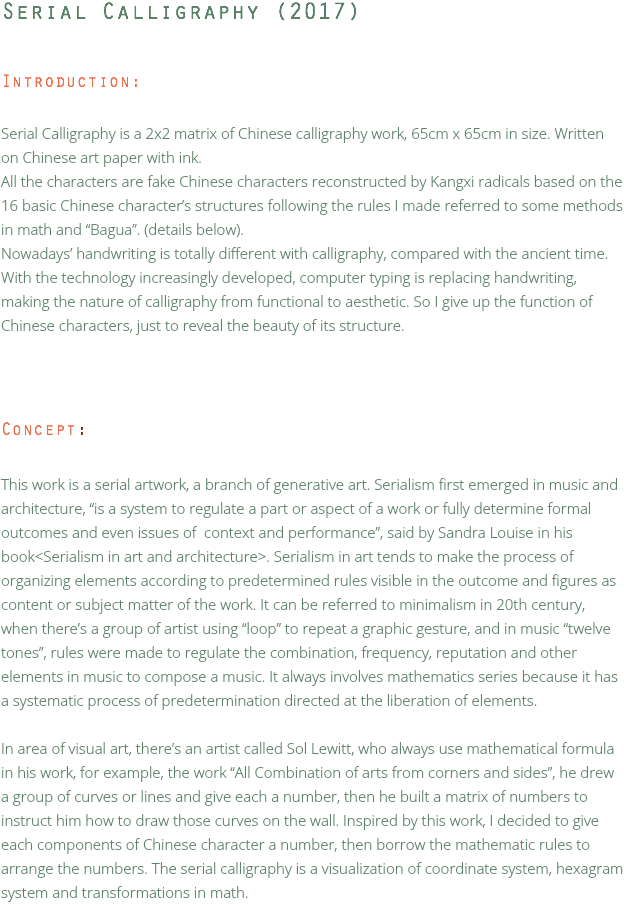 Serial Calligraphy (2017)
Introduction:
Serial Calligraphy is a 2x2 matrix of Chinese calligraphy work, 65cm x 65cm in size. Written
on Chinese art paper with ink.
All the characters are fake Chinese characters reconstructed by Kangxi radicals based on the
16 basic Chinese character’s structures following the rules I made referred to some methods
in math and “Bagua”. (details below).
Nowadays’ handwriting is totally different with calligraphy, compared with the ancient time.
With the technology increasingly developed, computer typing is replacing handwriting,
making the nature of calligraphy from functional to aesthetic. So I give up the function of
Chinese characters, just to reveal the beauty of its structure.
Concept:
This work is a serial artwork, a branch of generative art. Serialism first emerged in music and
architecture, “is a system to regulate a part or aspect of a work or fully determine formal
outcomes and even issues of  context and performance”, said by Sandra Louise in his
book<Serialism in art and architecture>. Serialism in art tends to make the process of
organizing elements according to predetermined rules visible in the outcome and figures as
content or subject matter of the work. It can be referred to minimalism in 20th century,
when there’s a group of artist using “loop” to repeat a graphic gesture, and in music “twelve
tones”, rules were made to regulate the combination, frequency, reputation and other
elements in music to compose a music. It always involves mathematics series because it has
a systematic process of predetermination directed at the liberation of elements.
In area of visual art, there’s an artist called Sol Lewitt, who always use mathematical formula
in his work, for example, the work “All Combination of arts from corners and sides”, he drew
a group of curves or lines and give each a number, then he built a matrix of numbers to
instruct him how to draw those curves on the wall. Inspired by this work, I decided to give
each components of Chinese character a number, then borrow the mathematic rules to
arrange the numbers. The serial calligraphy is a visualization of coordinate system, hexagram
system and transformations in math.